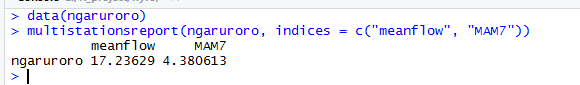 > data(ngaruroro)
> multistationsreport(ngaruroro, indices = c("meanflow", "MAM7"))
meanflow MAM7
ngaruroro 17.23629 4.380613
>